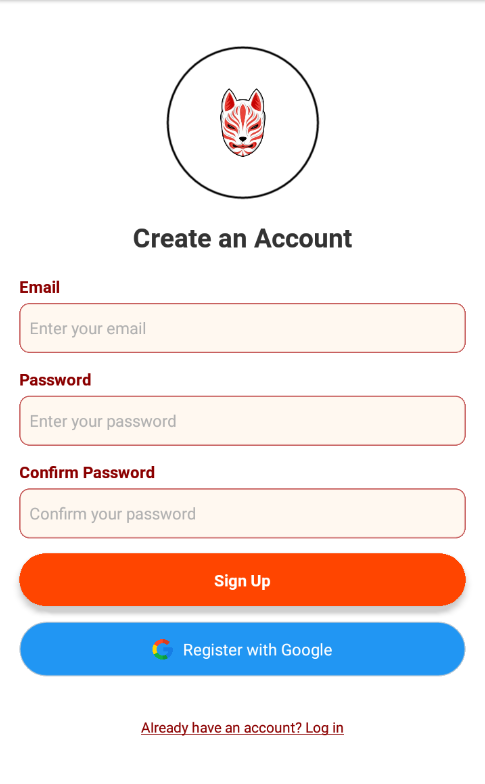 Create an Account
Email
Enter your email
Password
Enter your password
Confirm Password
Confirm your password
Sign Up
Register with Google
Already have an account? Log in